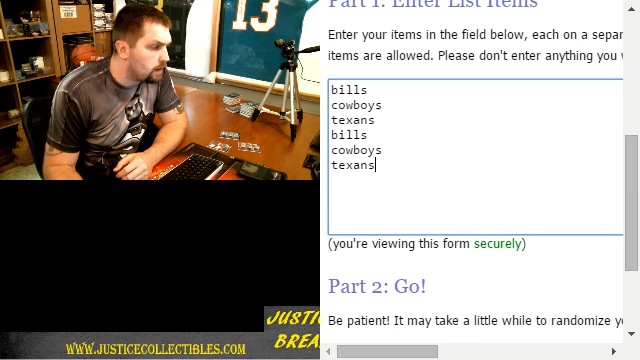 13
Part 1: Enter List Items
Enter your items in the field below, each on a separ
items are allowed. Please don't enter anything you
bills
cowboys
texans
bills
cowboys
texans
(you're viewing this form securely)
Part 2: Go!
Be patient! It may take a little while to randomize
JUSTIC
BREA
WWW.JUSTICECOLLECTIBLES.COM